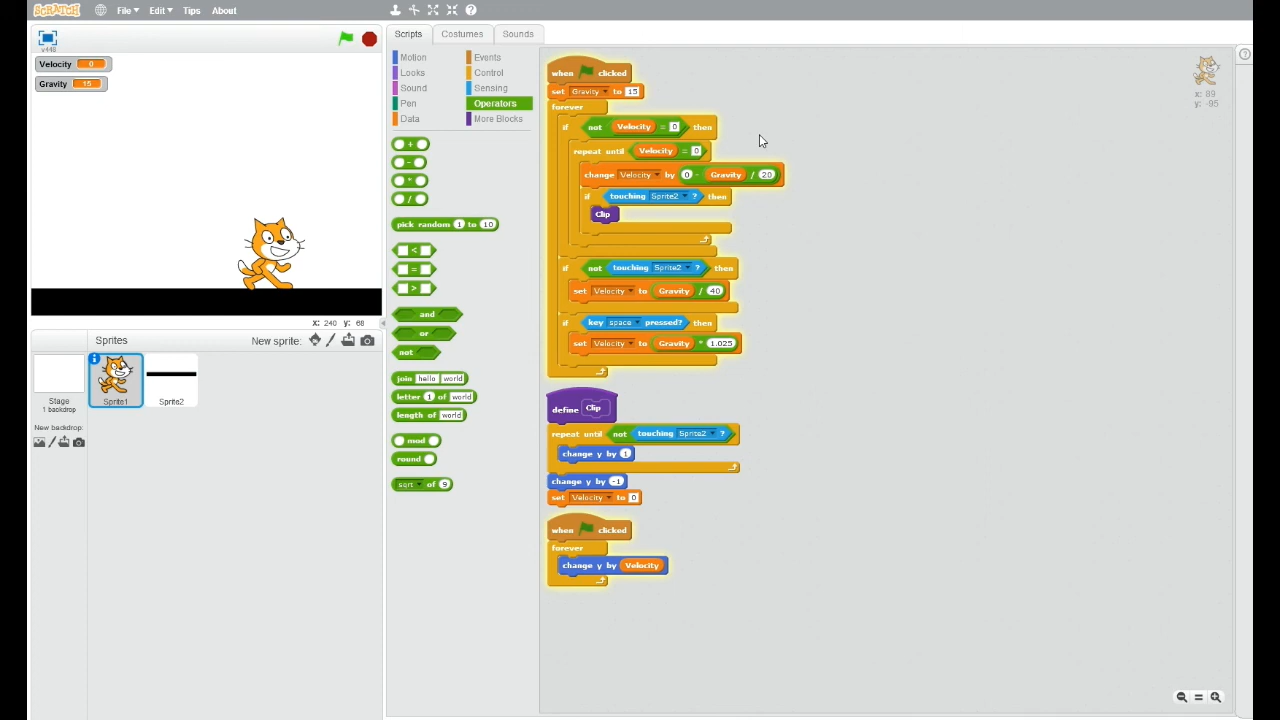 SCRATCH File Edit Tips About
v448
Velocity 0
Gravity 15
X: 240 y: 68
Sprites New sprite:
Stage
1 backdrop
Sprite1
Sprite2
New backdrop:
Scripts Costumes Sounds
Motion Events
Looks Control
Sound Sensing
Pen Operators
Data More Blocks
+
-
*
/
pick random 1 to 10
<
=
>
and
or
not
join hello world
letter 1 of world
length of world
mod
round
sqrt of 9
when clicked
set Gravity to 15
forever
if not Velocity = 0 then
repeat until Velocity = 0
change Velocity by 0 - Gravity / 20
if touching Sprite2 ? then
Clip
if not touching Sprite2 ? then
set Velocity to Gravity / 40
if key space pressed? then
set Velocity to Gravity * 1.025
define Clip
repeat until not touching Sprite2 ?
change y by 1
change y by -1
set Velocity to 0
when clicked
forever
change y by Velocity
x: 89
y: -95